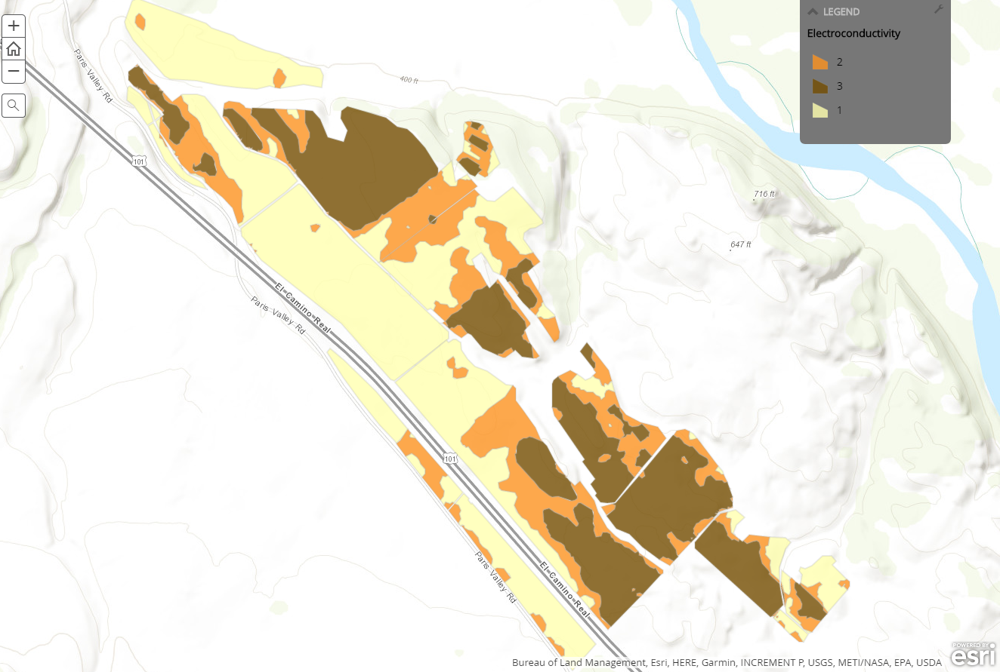 LEGEND
Electroconductivity
2
3
1
+
−
Paris Valley Rd
400 ft
101
716 ft
647 ft
El Camino Real
Paris Valley Rd
101
Paris Valley Rd
El Camino Real
POWERED BY
esri
Bureau of Land Management, Esri, HERE, Garmin, INCREMENT P, USGS, METI/NASA, EPA, USDA